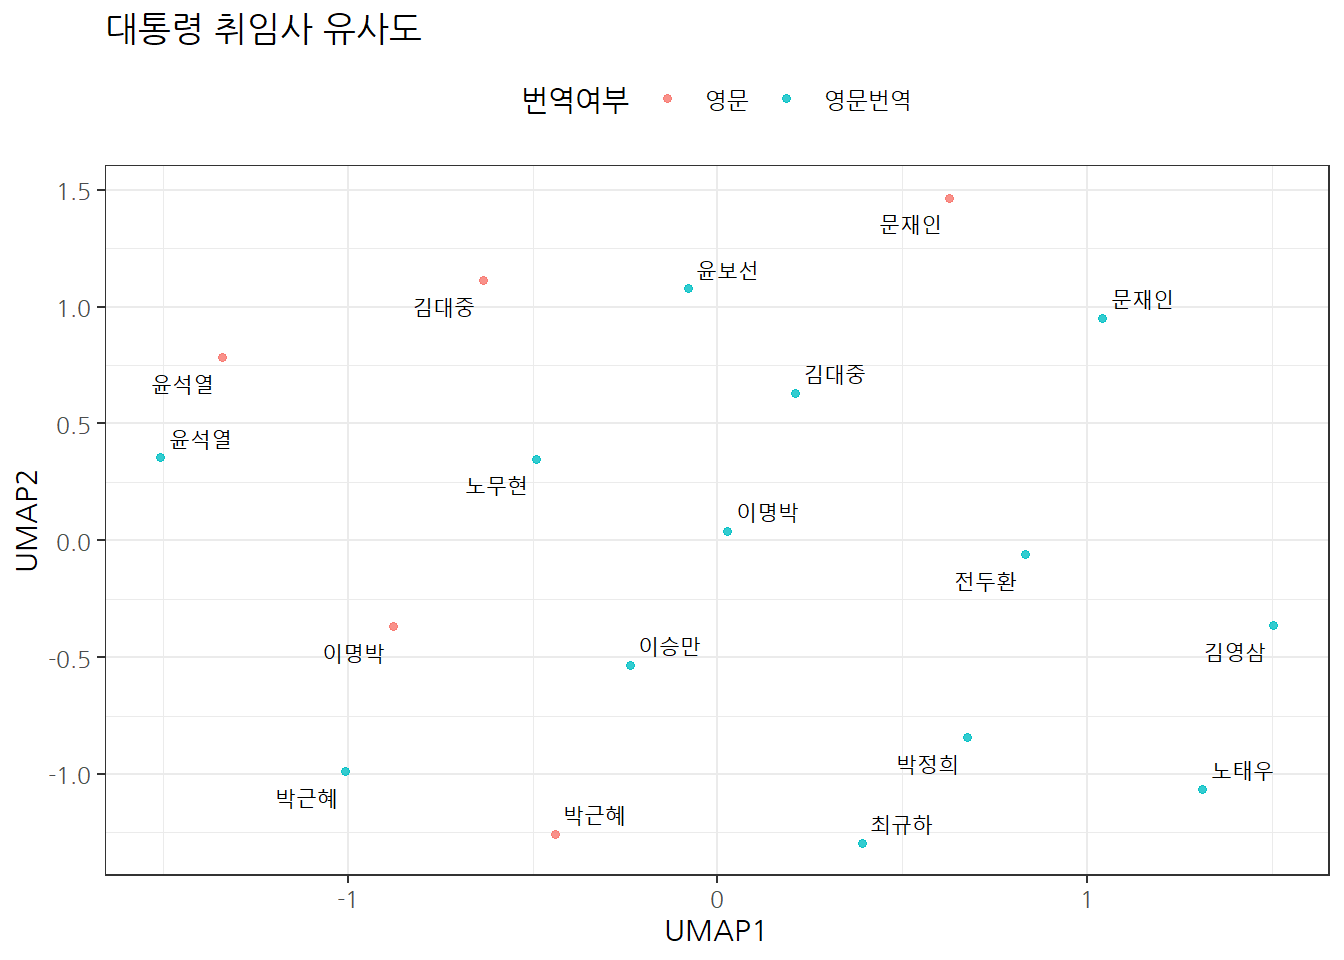 대통령 취임사 유사도
번역여부 영문 영문번역
1.5
문재인
윤보선
1.0
김대중
문재인
김대중
윤석열
0.5
윤석열
노무현
이명박
0.0
전두환
이명박
이승만
김영삼
-0.5
박정희
노태우
-1.0
박근혜
박근혜
최규하
-1 0 1
UMAP1
UMAP2